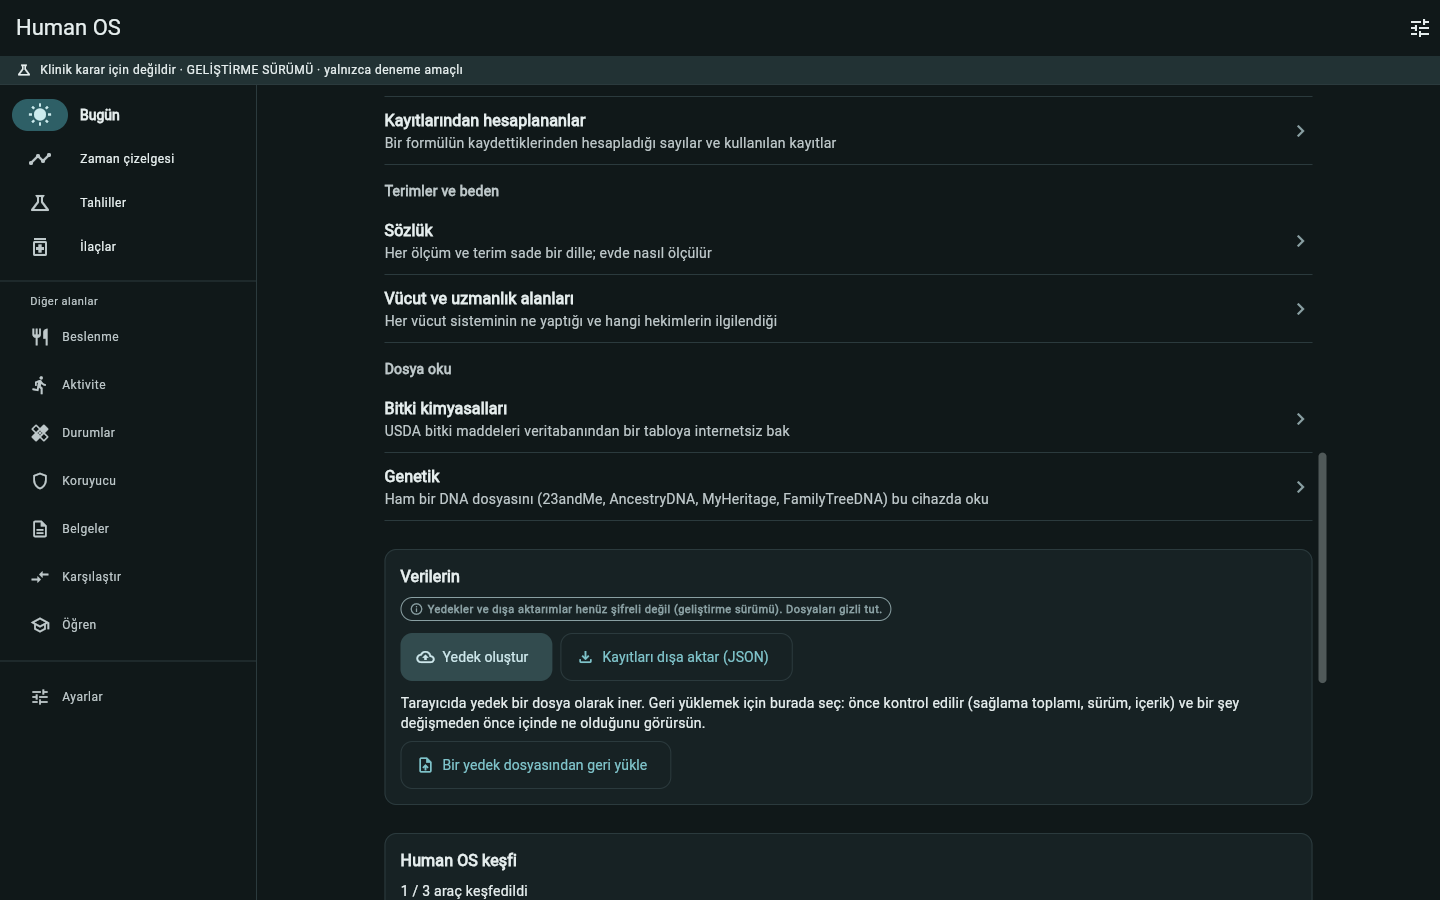 Human OS
Klinik karar için değildir · GELİŞTİRME SÜRÜMÜ · yalnızca deneme amaçlı
Bugün
Zaman çizelgesi
Tahliller
İlaçlar
Diğer alanlar
Beslenme
Aktivite
Durumlar
Koruyucu
Belgeler
Karşılaştır
Öğren
Ayarlar
Kayıtlarından hesaplananlar
Bir formülün kaydettiklerinden hesapladığı sayılar ve kullanılan kayıtlar
Terimler ve beden
Sözlük
Her ölçüm ve terim sade bir dille; evde nasıl ölçülür
Vücut ve uzmanlık alanları
Her vücut sisteminin ne yaptığı ve hangi hekimlerin ilgilendiği
Dosya oku
Bitki kimyasalları
USDA bitki maddeleri veritabanından bir tabloya internetsiz bak
Genetik
Ham bir DNA dosyasını (23andMe, AncestryDNA, MyHeritage, FamilyTreeDNA) bu cihazda oku
Verilerin
Yedekler ve dışa aktarımlar henüz şifreli değil (geliştirme sürümü). Dosyaları gizli tut.
Yedek oluştur
Kayıtları dışa aktar (JSON)
Tarayıcıda yedek bir dosya olarak iner. Geri yüklemek için burada seç: önce kontrol edilir (sağlama toplamı, sürüm, içerik) ve bir şey
değişmeden önce içinde ne olduğunu görürsün.
Bir yedek dosyasından geri yükle
Human OS keşfi
1 / 3 araç keşfedildi